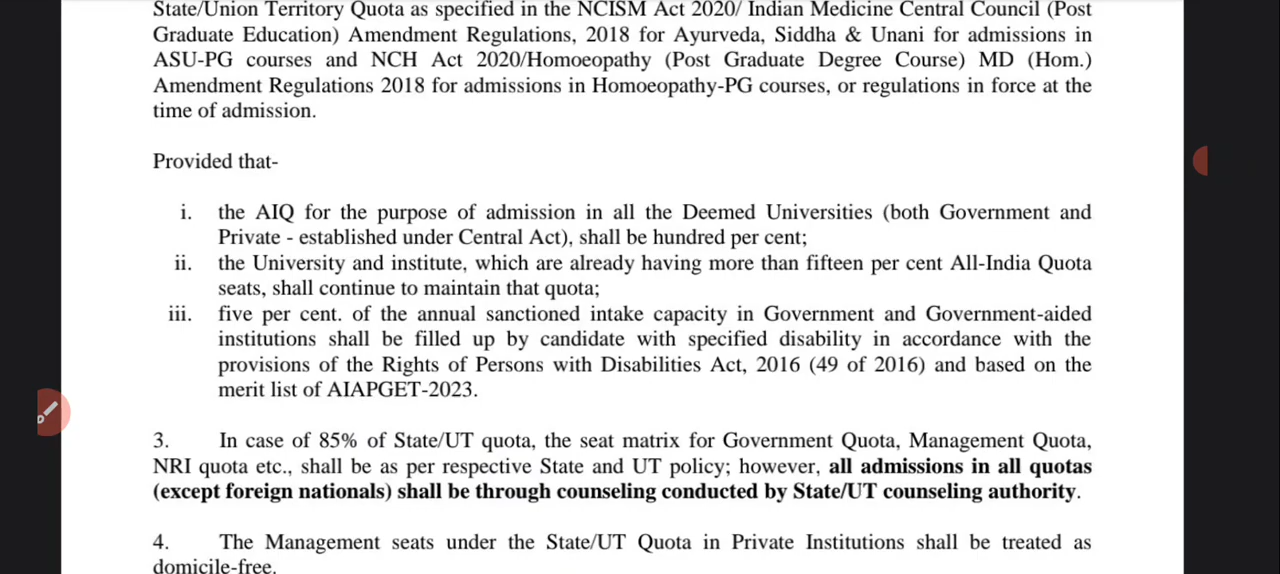 State/Union Territory Quota as specified in the NCISM Act 2020/ Indian Medicine Central Council (Post
Graduate Education) Amendment Regulations, 2018 for Ayurveda, Siddha & Unani for admissions in
ASU-PG courses and NCH Act 2020/Homoeopathy (Post Graduate Degree Course) MD (Hom.)
Amendment Regulations 2018 for admissions in Homoeopathy-PG courses, or regulations in force at the
time of admission.
Provided that-
i. the AIQ for the purpose of admission in all the Deemed Universities (both Government and
Private - established under Central Act), shall be hundred per cent;
ii. the University and institute, which are already having more than fifteen per cent All-India Quota
seats, shall continue to maintain that quota;
iii. five per cent. of the annual sanctioned intake capacity in Government and Government-aided
institutions shall be filled up by candidate with specified disability in accordance with the
provisions of the Rights of Persons with Disabilities Act, 2016 (49 of 2016) and based on the
merit list of AIAPGET-2023.
3. In case of 85% of State/UT quota, the seat matrix for Government Quota, Management Quota,
NRI quota etc., shall be as per respective State and UT policy; however, all admissions in all quotas
(except foreign nationals) shall be through counseling conducted by State/UT counseling authority.
4. The Management seats under the State/UT Quota in Private Institutions shall be treated as
domicile-free.